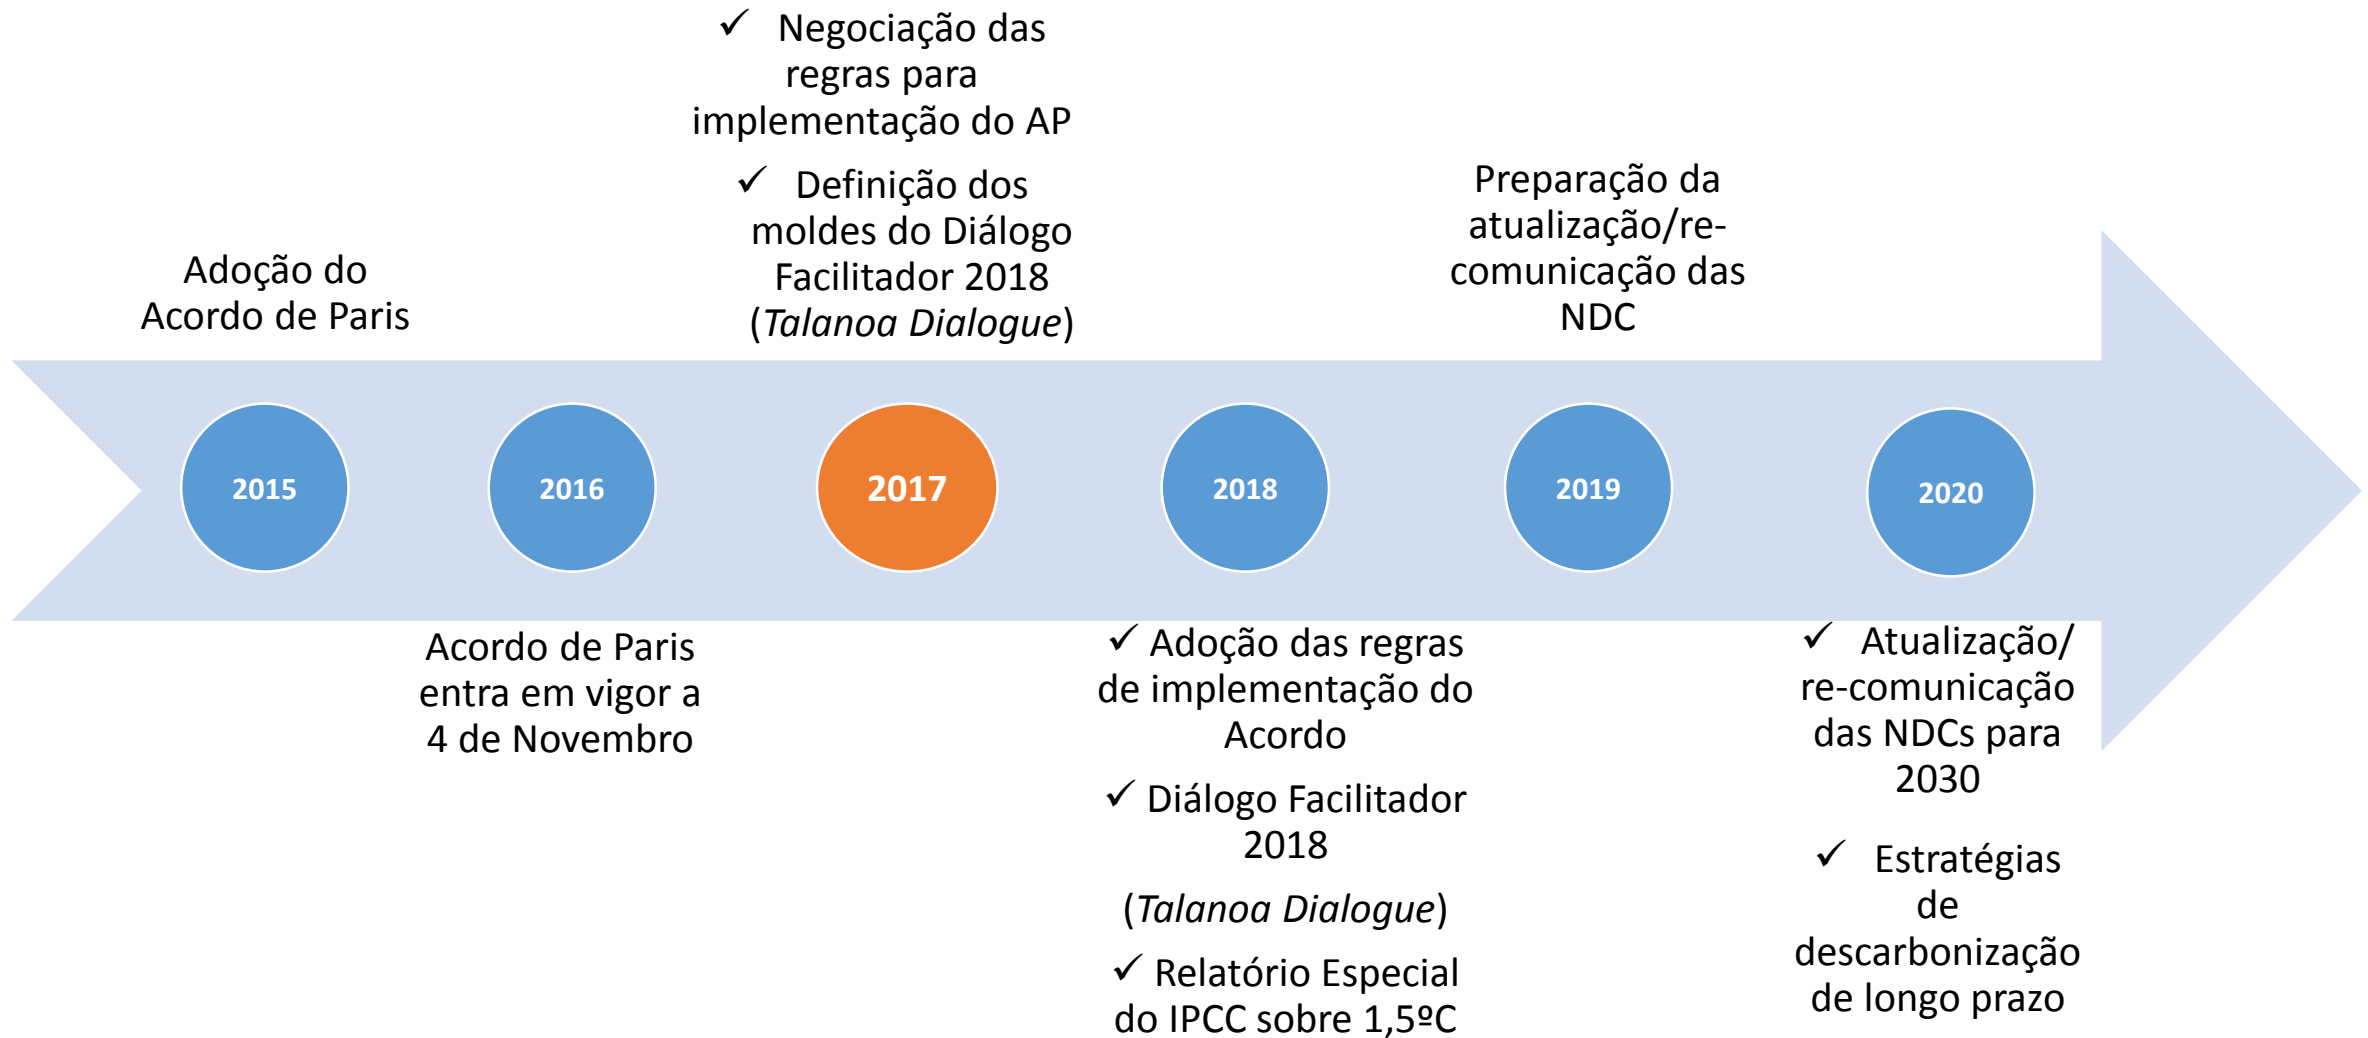 Adoção do
Acordo de Paris
✓ Negociação das
regras para
implementação do AP
✓ Definição dos
moldes do Diálogo
Facilitador 2018
(Talanoa Dialogue)
Preparação da
atualização/re-
comunicação das
NDC
2015
2016
2017
2018
2019
2020
Acordo de Paris
entra em vigor a
4 de Novembro
✓ Adoção das regras
de implementação do
Acordo
✓ Diálogo Facilitador
2018
(Talanoa Dialogue)
✓ Relatório Especial
do IPCC sobre 1,5ºC
✓ Atualização/
re-comunicação
das NDCs para
2030
✓ Estratégias
de
descarbonização
de longo prazo